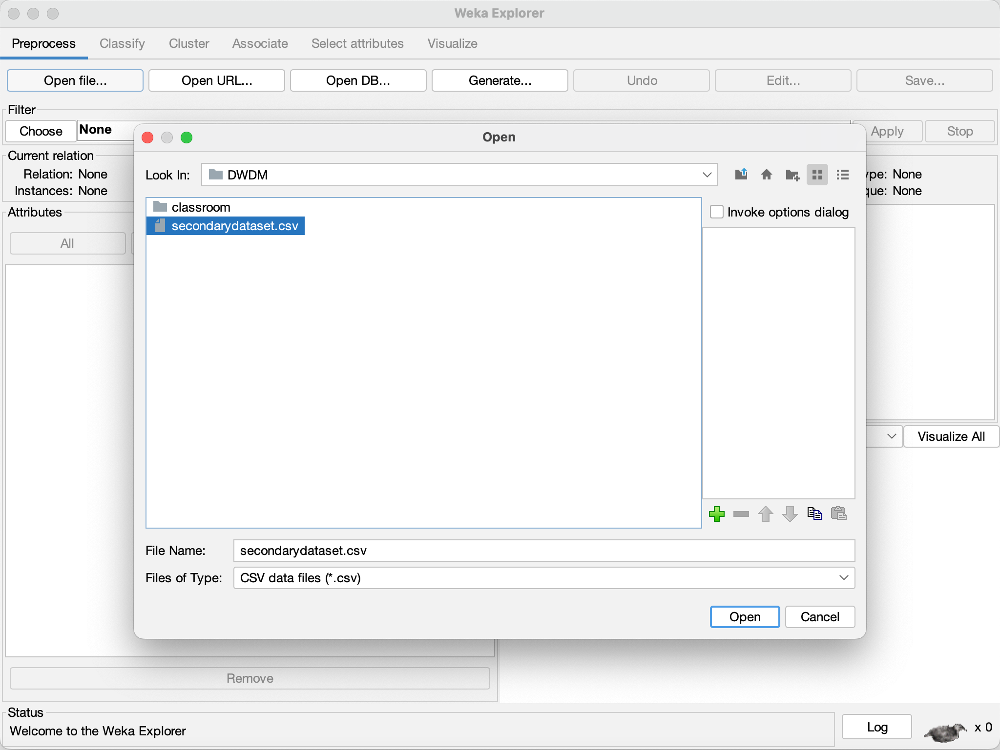 Weka Explorer
Preprocess Classify Cluster Associate Select attributes Visualize
Open file... Open URL... Open DB... Generate... Undo Edit... Save...
Filter
Choose None Apply Stop
Open
Current relation
Relation: None
Instances: None
ype: None
que: None
Look In: DWDM
Attributes
All
classroom
secondarydataset.csv
Invoke options dialog
Visualize All
File Name: secondarydataset.csv
Files of Type: CSV data files (*.csv)
Open Cancel
Remove
Status
Welcome to the Weka Explorer
Log x 0